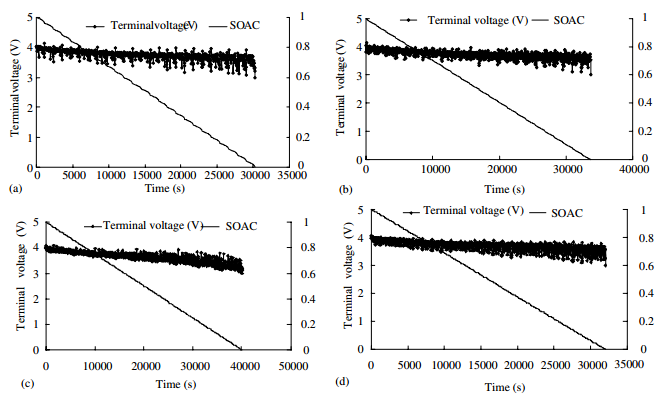 5 TerminalvoltageV) SOAC 1
4 0.8
3 0.6
2 0.4
1 0.2
0 0
Terminalvoltage (V)
0 5000 10000 15000 20000 25000 30000 35000
(a) Time (s)
5 Terminal voltage (V) SOAC 1
4 0.8
3 0.6
2 0.4
1 0.2
0 0
Terminal voltage (V)
0 10000 20000 30000 40000
(b) Time (s)
5 Terminal voltage (V) SOAC 1
4 0.8
3 0.6
2 0.4
1 0.2
0 0
Terminal voltage (V)
0 10000 20000 30000 40000 50000
(c) Time (s)
5 Terminal voltage (V) SOAC 1
4 0.8
3 0.6
2 0.4
1 0.2
0 0
Terminal voltage (V)
0 5000 10000 15000 20000 25000 30000 35000
(d) Time (s)